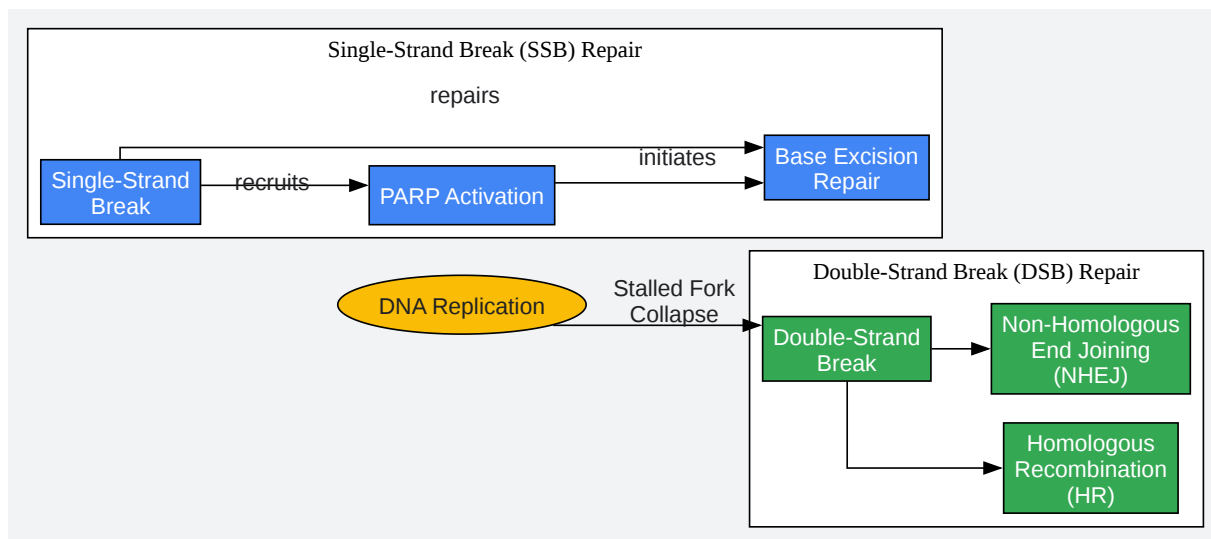 Single-Strand Break (SSB) Repair
repairs
Single-Strand
Break
recruits
PARP Activation
initiates
Base Excision
Repair
DNA Replication
Stalled Fork
Collapse
Double-Strand Break (DSB) Repair
Double-Strand
Break
Non-Homologous
End Joining
(NHEJ)
Homologous
Recombination
(HR)